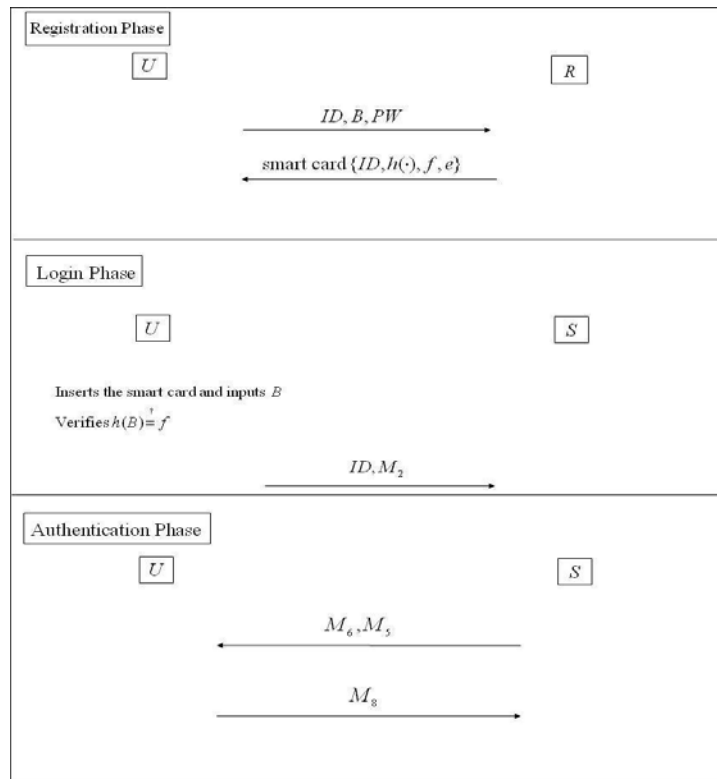 Registration Phase
U
R
ID, B, PW
smart card {ID, h(·), f, e}
Login Phase
U
S
Inserts the smart card and inputs B
Verifies h(B) ≟ f
ID, M₂
Authentication Phase
U
S
M₆, M₅
M₈